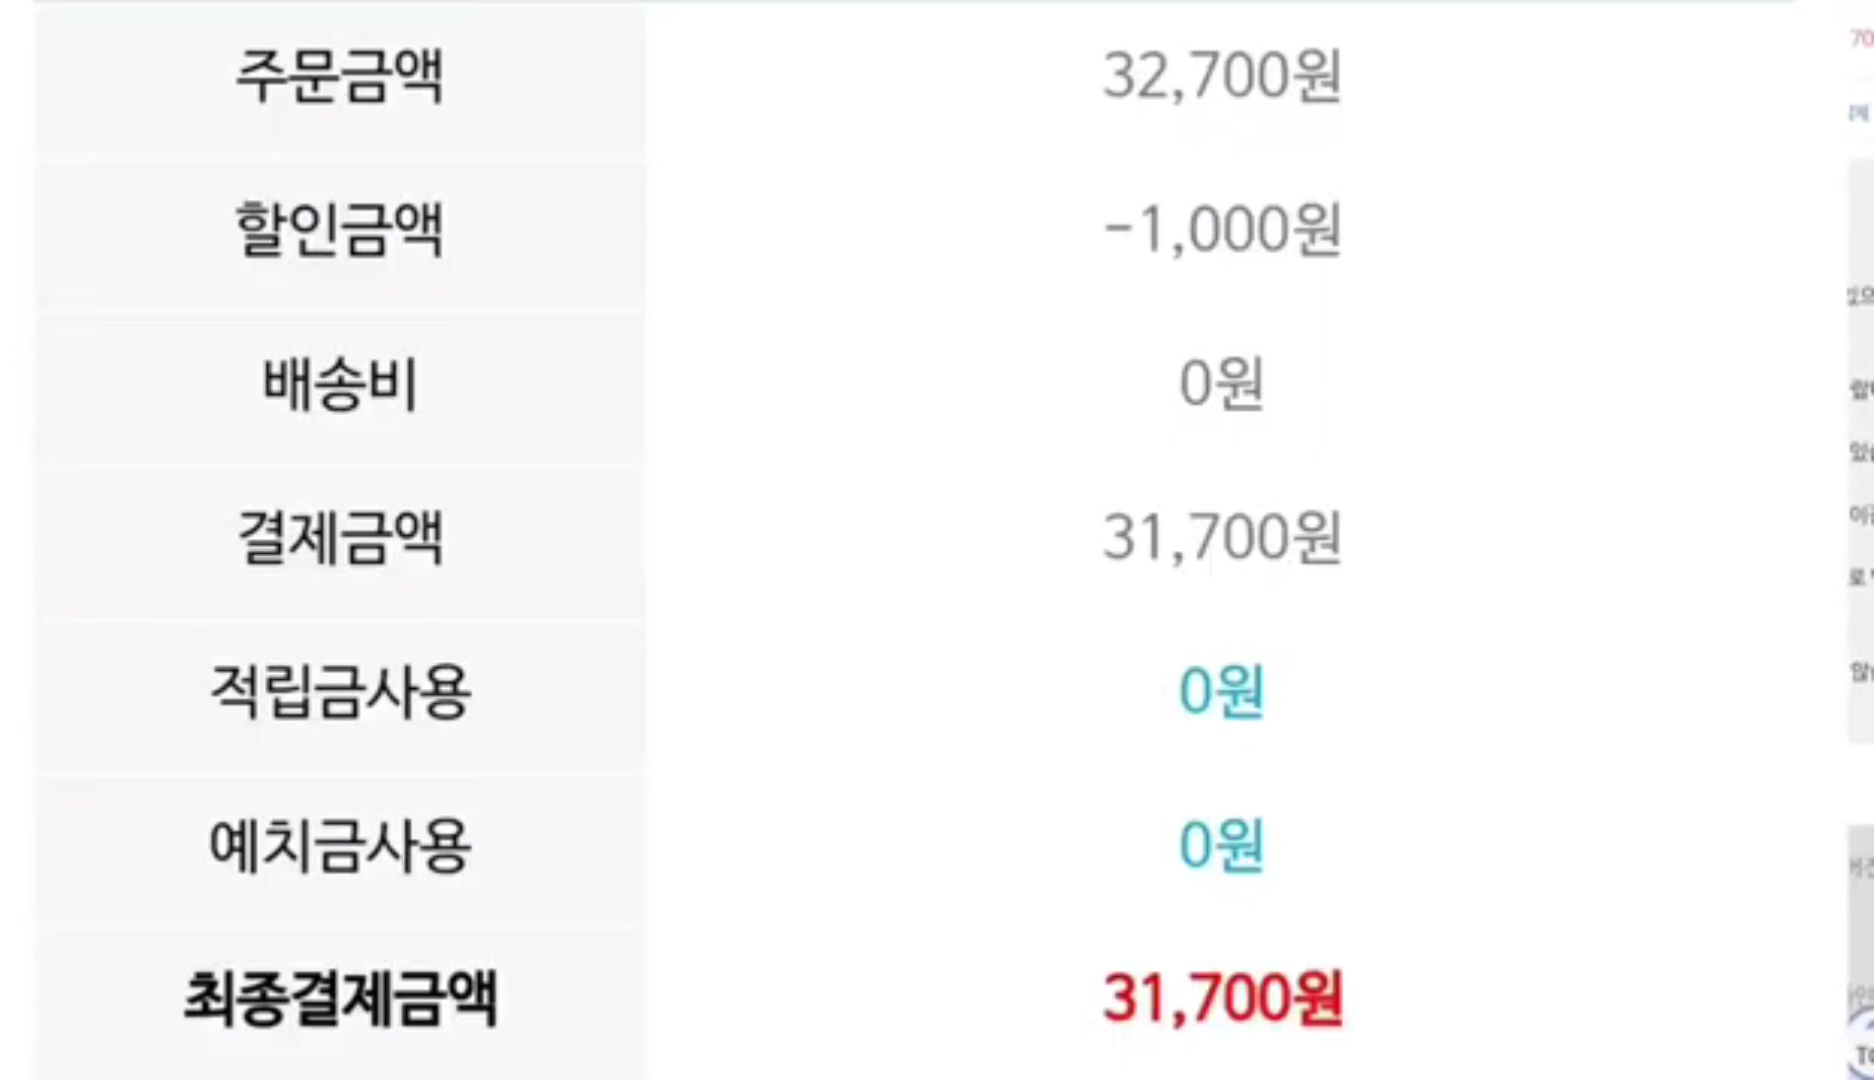 주문금액 32,700원
할인금액 -1,000원
배송비 0원
결제금액 31,700원
적립금사용 0원
예치금사용 0원
최종결제금액 31,700원
70